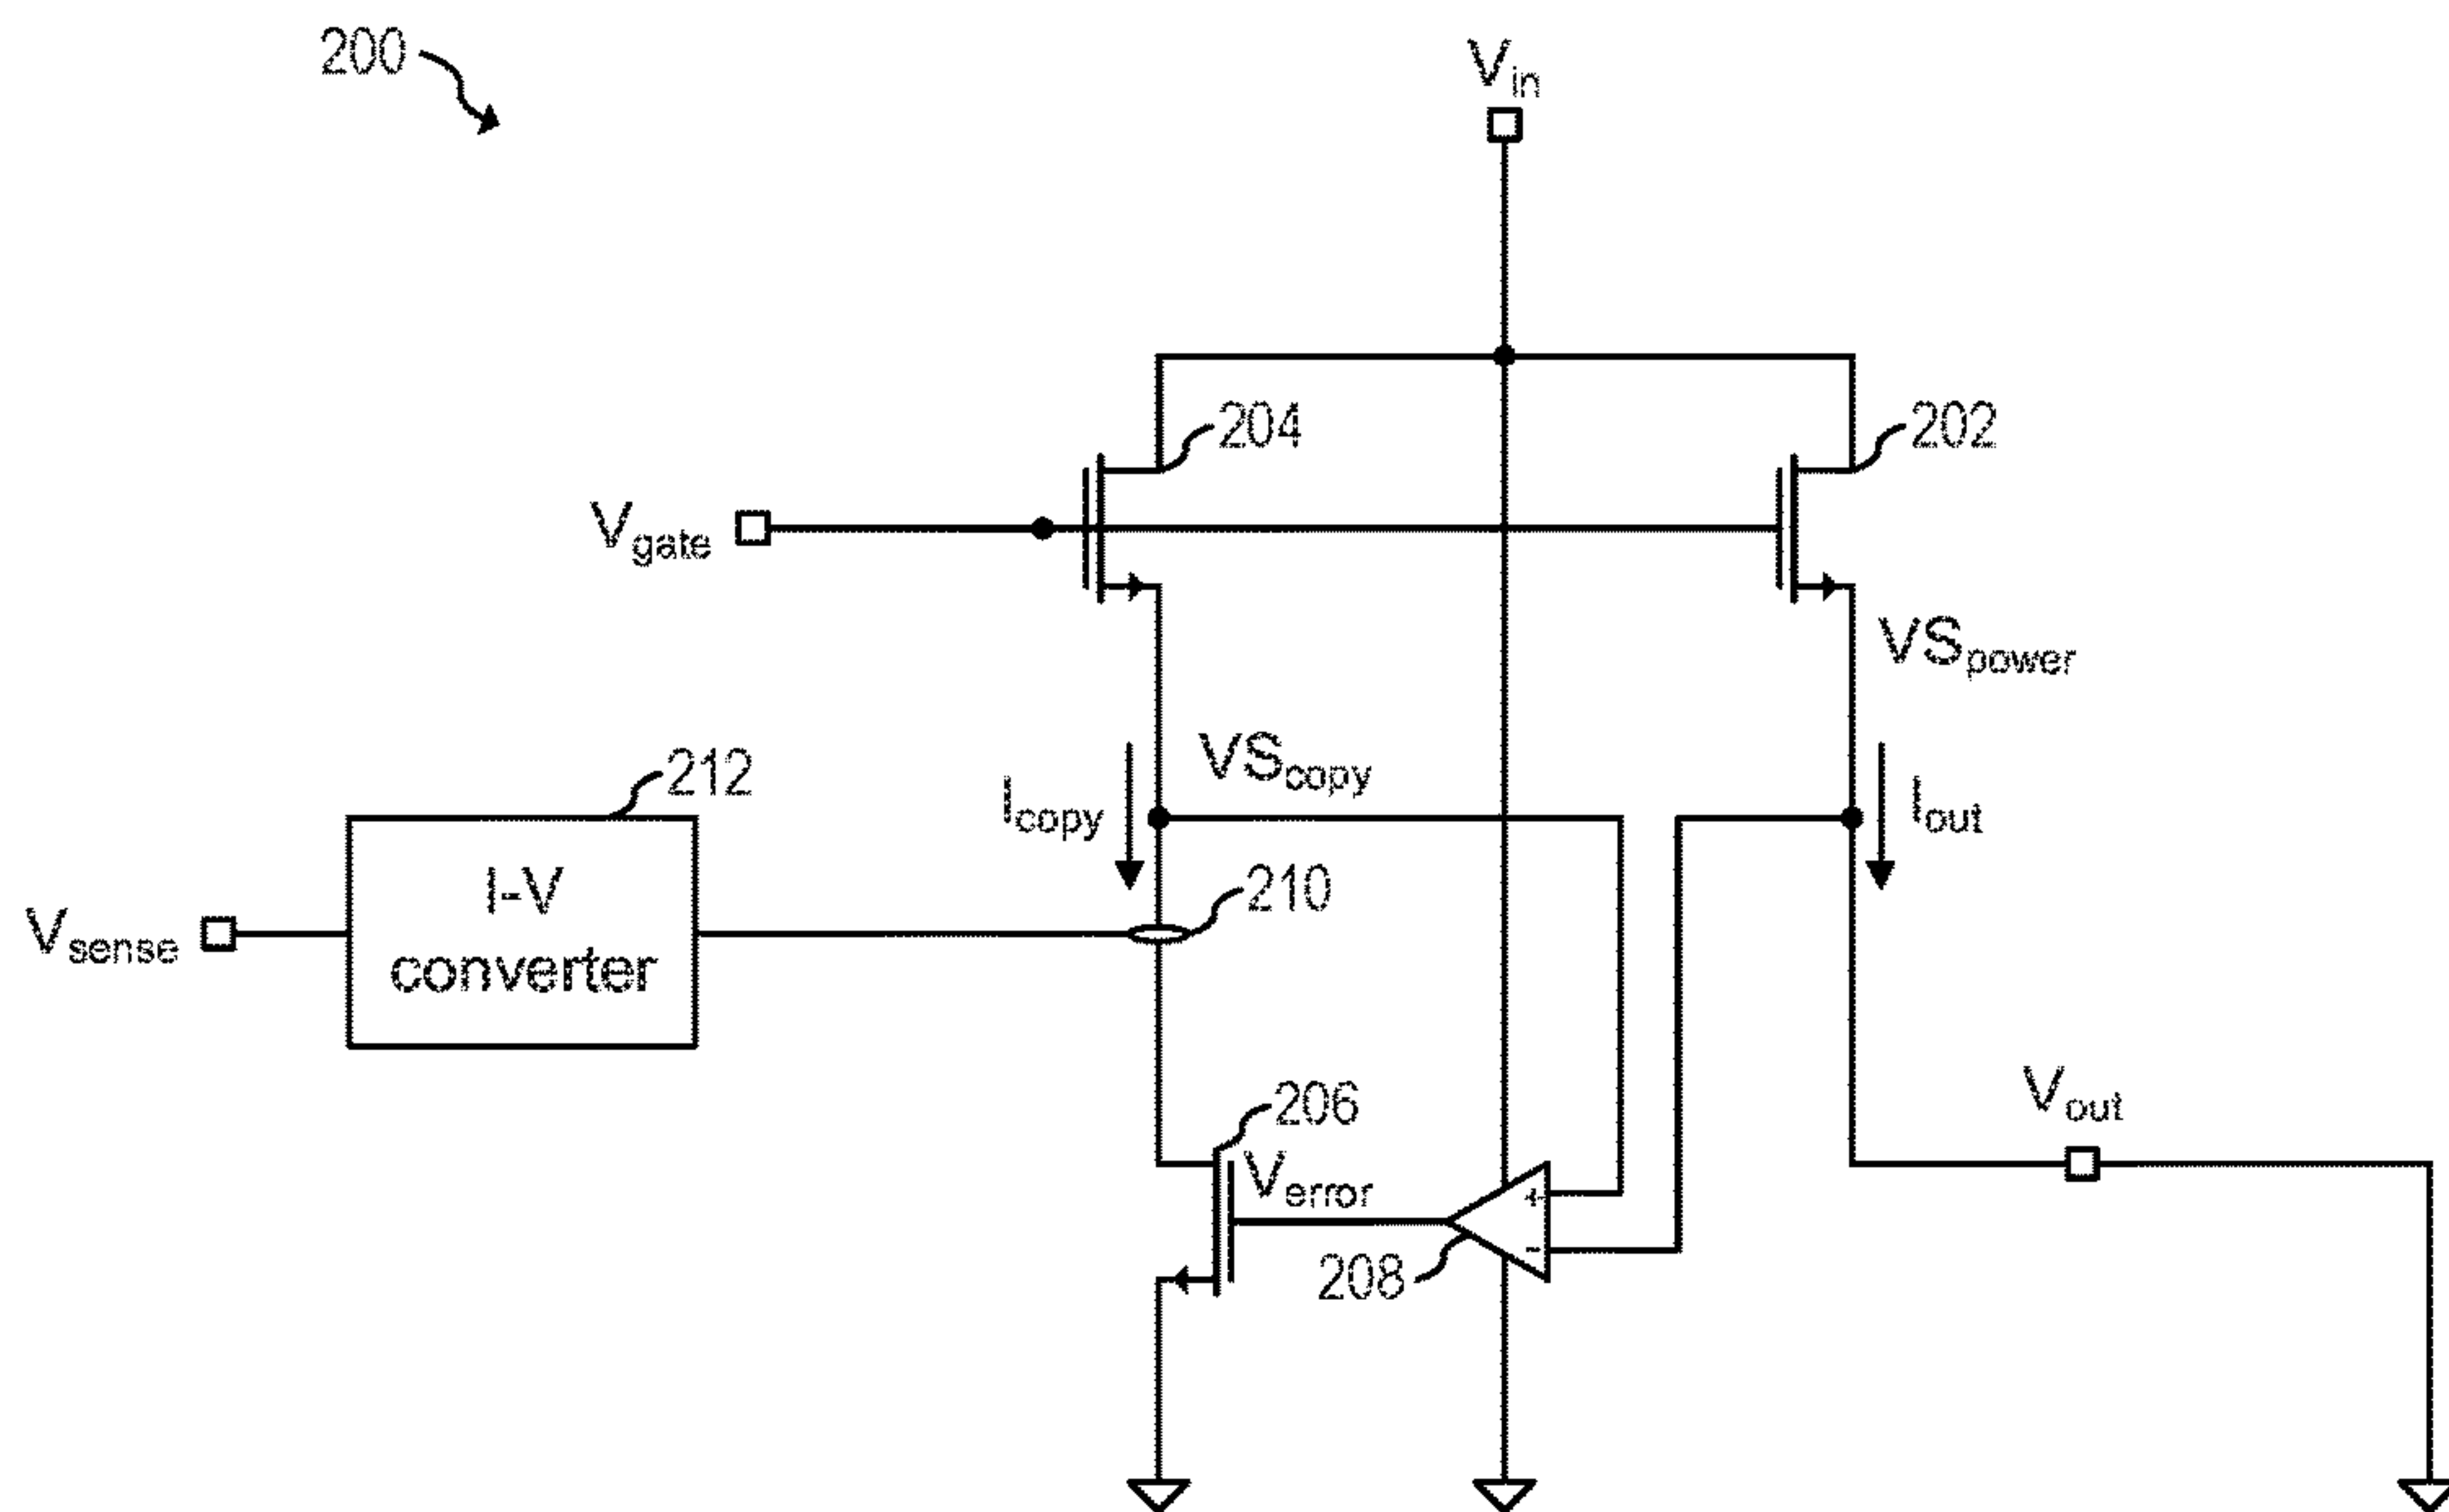 200
Vin
204
202
Vgate
VSpower
212
VScopy
Icopy
Iout
210
I-V
converter
Vsense
206
Vout
Verror
+
-
208